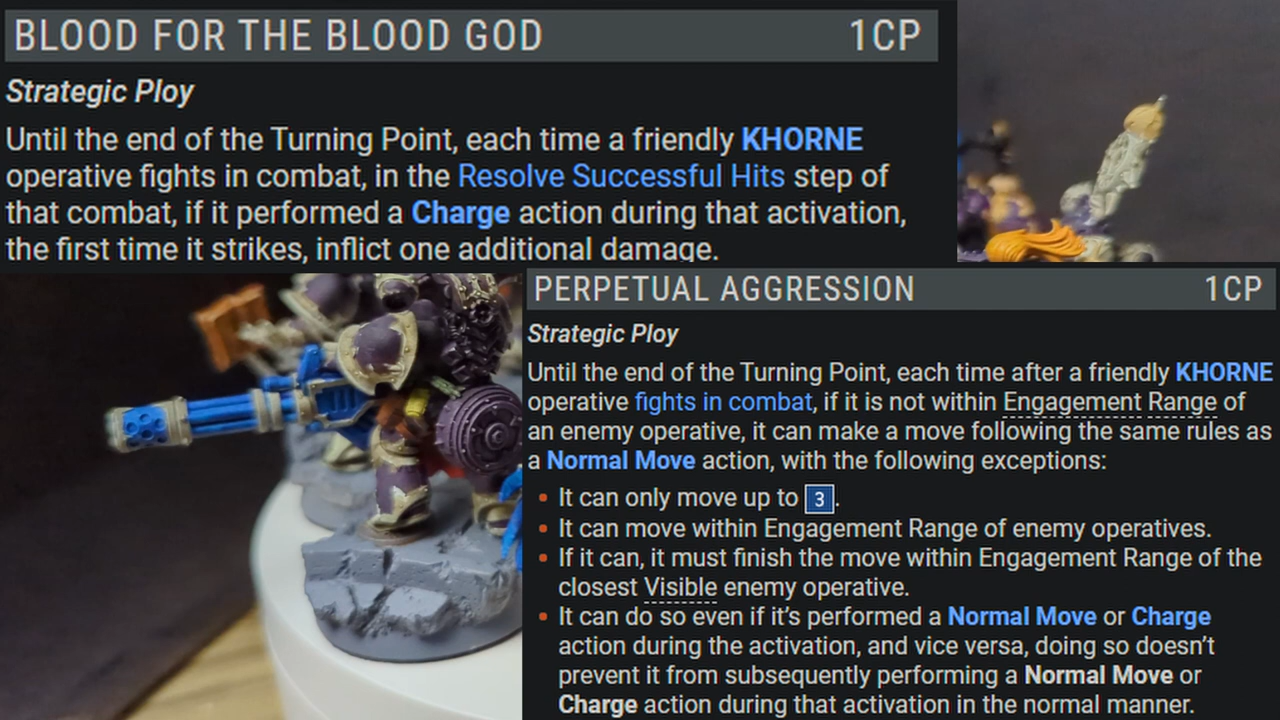 BLOOD FOR THE BLOOD GOD 1CP
Strategic Ploy
Until the end of the Turning Point, each time a friendly KHORNE
operative fights in combat, in the Resolve Successful Hits step of
that combat, if it performed a Charge action during that activation,
the first time it strikes, inflict one additional damage.
PERPETUAL AGGRESSION 1CP
Strategic Ploy
Until the end of the Turning Point, each time after a friendly KHORNE
operative fights in combat, if it is not within Engagement Range of
an enemy operative, it can make a move following the same rules as
a Normal Move action, with the following exceptions:
• It can only move up to 3.
• It can move within Engagement Range of enemy operatives.
• If it can, it must finish the move within Engagement Range of the
closest Visible enemy operative.
• It can do so even if it’s performed a Normal Move or Charge
action during the activation, and vice versa, doing so doesn’t
prevent it from subsequently performing a Normal Move or
Charge action during that activation in the normal manner.